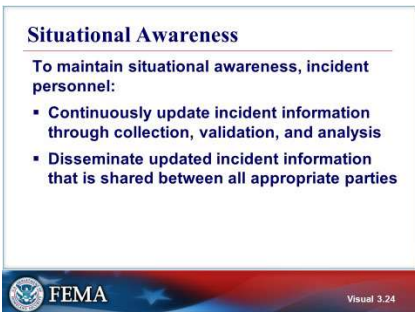 Situational Awareness
To maintain situational awareness, incident
personnel:
▪ Continuously update incident information
through collection, validation, and analysis
▪ Disseminate updated incident information
that is shared between all appropriate parties
FEMA
Visual 3.24